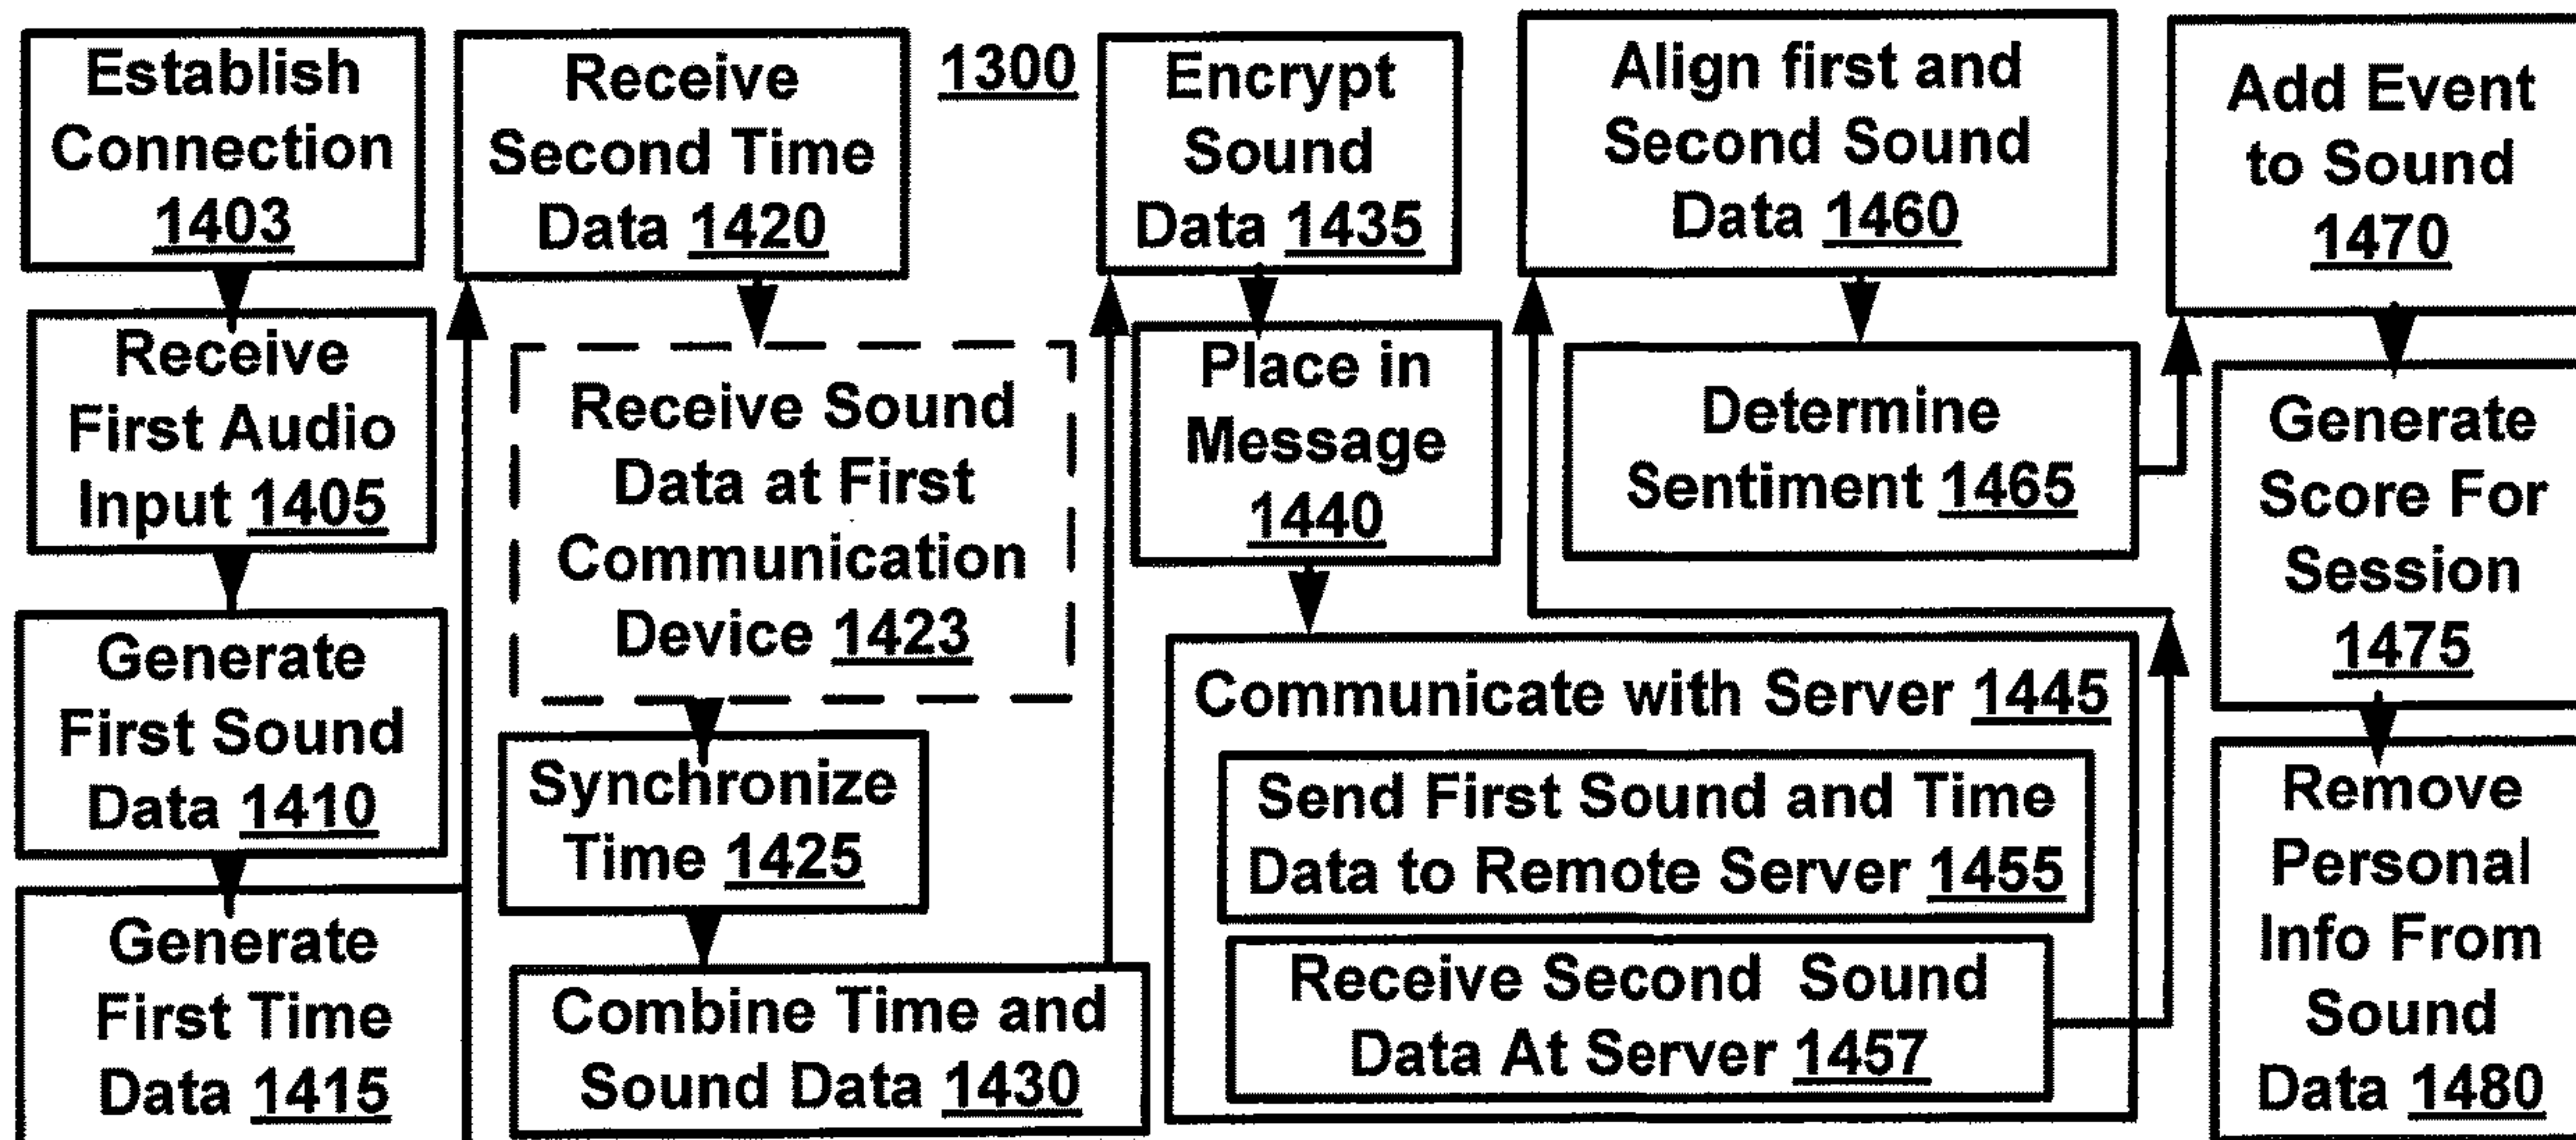 Establish
Connection
1403
Receive
First Audio
Input 1405
Generate
First Sound
Data 1410
Generate
First Time
Data 1415
Receive
Second Time
Data 1420
Receive Sound
Data at First
Communication
Device 1423
Synchronize
Time 1425
Combine Time and
Sound Data 1430
1300
Encrypt
Sound
Data 1435
Place in
Message
1440
Communicate with Server 1445
Send First Sound and Time
Data to Remote Server 1455
Receive Second Sound
Data At Server 1457
Align first and
Second Sound
Data 1460
Determine
Sentiment 1465
Add Event
to Sound
1470
Generate
Score For
Session
1475
Remove
Personal
Info From
Sound
Data 1480